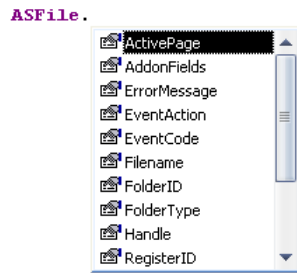 ASFile.
ActivePage
AddonFields
ErrorMessage
EventAction
EventCode
Filename
FolderID
FolderType
Handle
RegisterID